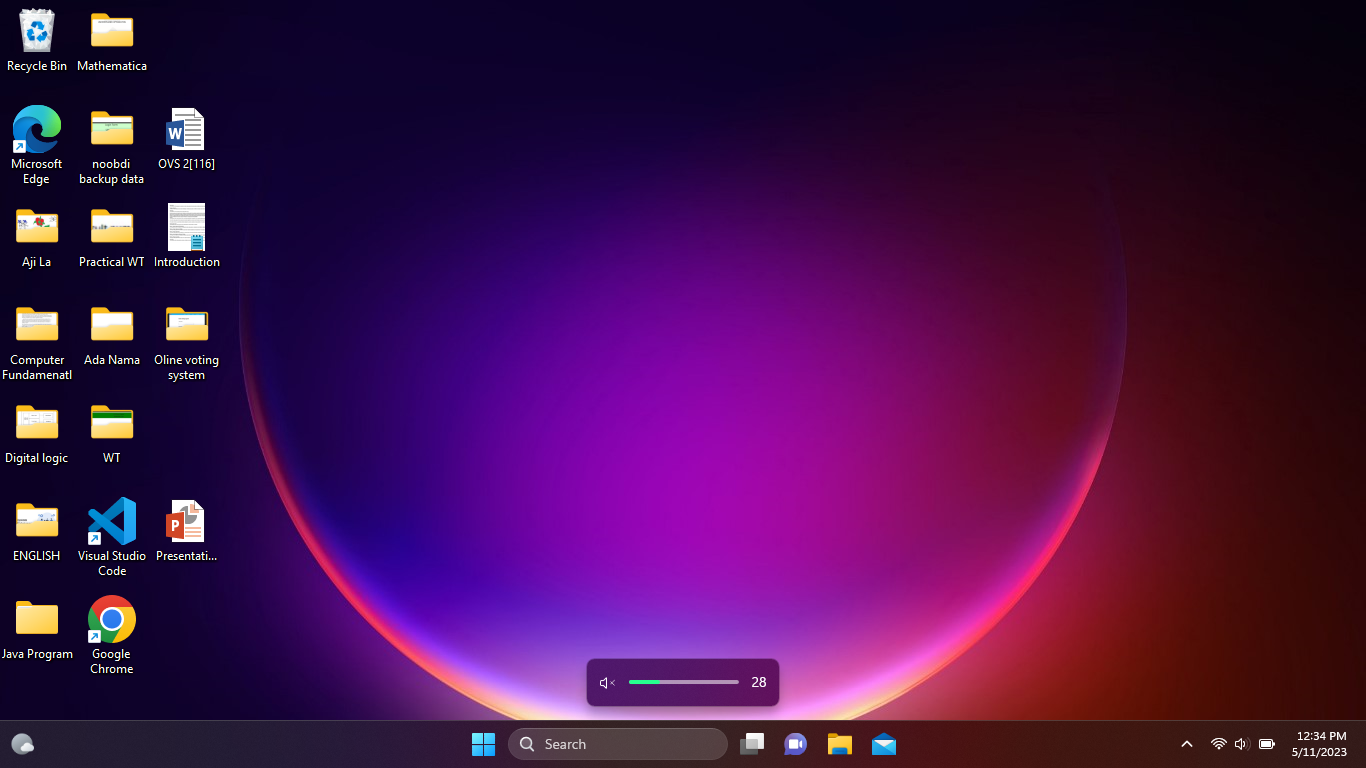 Recycle Bin
Mathematica
Microsoft
Edge
noobdi
backup data
OVS 2[116]
Aji La
Practical WT
Introduction
Computer
Fundamenatl
Ada Nama
Oline voting
system
Digital logic
WT
ENGLISH
Visual Studio
Code
Presentati...
Java Program
Google
Chrome
28
Search
12:34 PM
5/11/2023